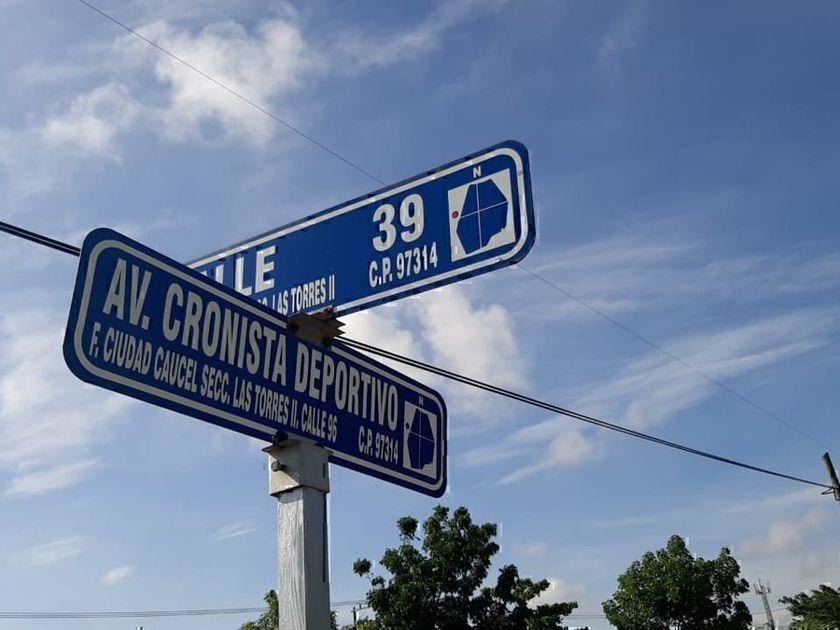 LLE 39
LAS TORRES II C.P. 97314
N
AV. CRONISTA DEPORTIVO
F. CIUDAD CAUCEL SECC. LAS TORRES II. CALLE 96 C.P. 97314
N